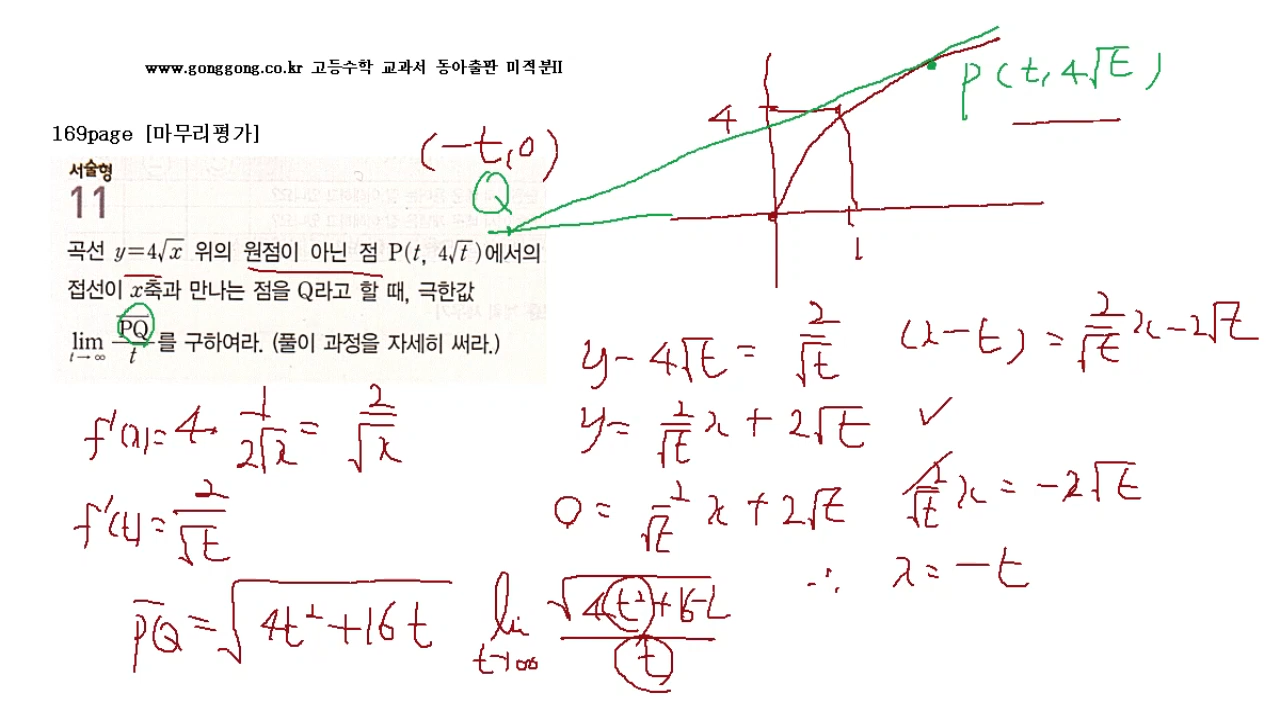 www.gonggong.co.kr 고등수학 교과서 동아출판 미적분II
169page [마무리평가]
서술형
11
곡선 y=4√x 위의 원점이 아닌 점 P(t, 4√t)에서의
접선이 x축과 만나는 점을 Q라고 할 때, 극한값
lim_{t→∞} \overline{PQ}/t 를 구하여라. (풀이 과정을 자세히 써라.)
(-t, 0)
Q
4
1
P(t, 4√t)
f'(x)=4·1/(2√x)=2/√x
f'(t)=2/√t
y-4√t=2/√t (x-t)=2/√t x-2√t
y=2/√t x+2√t ✓
0=2/√t x+2√t
2/√t x=-2√t
∴ x=-t
\overline{PQ}=√(4t²+16t)
lim_{t→∞} √(4t²+16t)/t